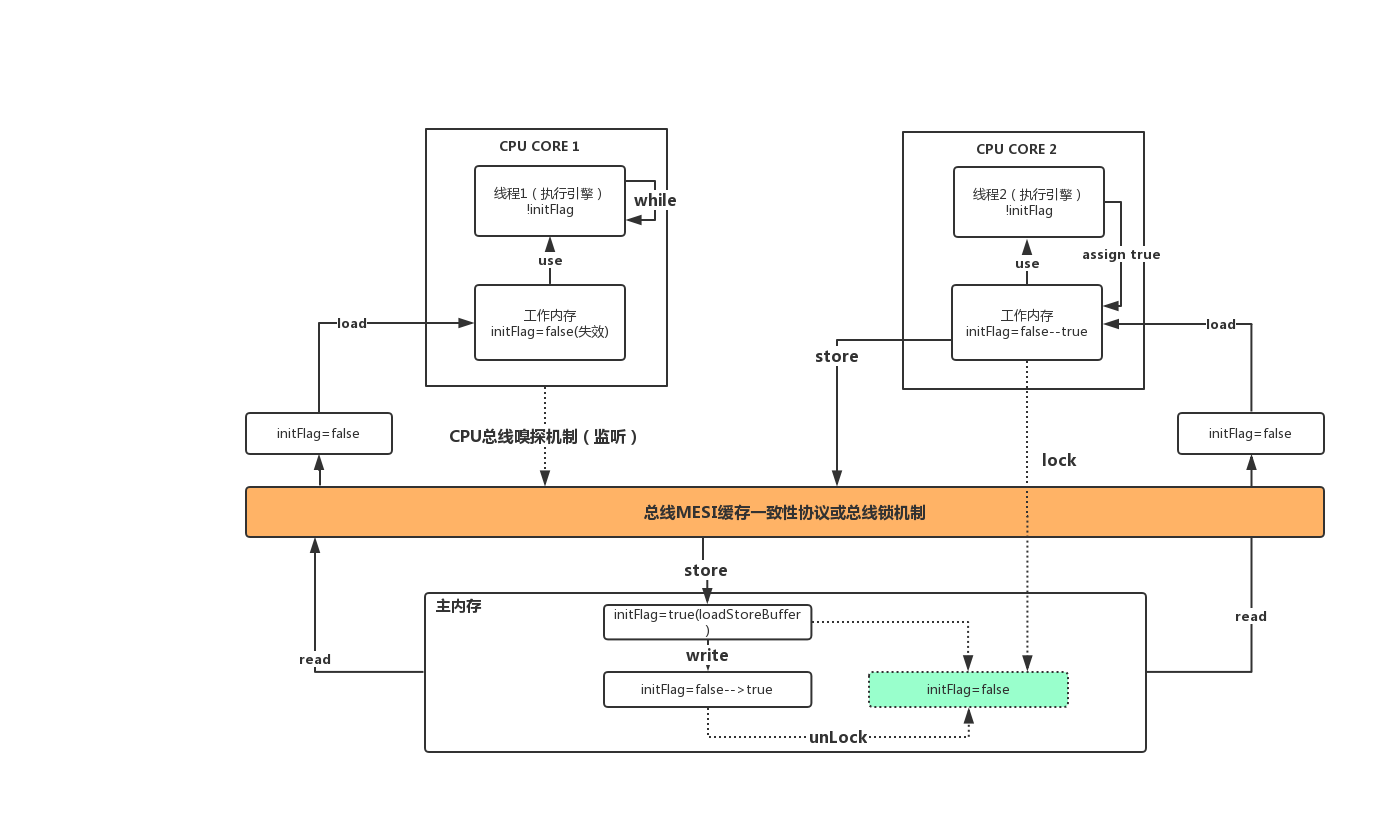 CPU CORE 1
线程1（执行引擎）
!initFlag
while
use
工作内存
initFlag=false(失效)
load
initFlag=false
CPU总线嗅探机制（监听）
CPU CORE 2
线程2（执行引擎）
!initFlag
assign true
use
工作内存
initFlag=false--true
load
store
initFlag=false
lock
总线MESI缓存一致性协议或总线锁机制
store
主内存
initFlag=true(loadStoreBuffer
)
write
initFlag=false-->true
initFlag=false
unLock
read
read